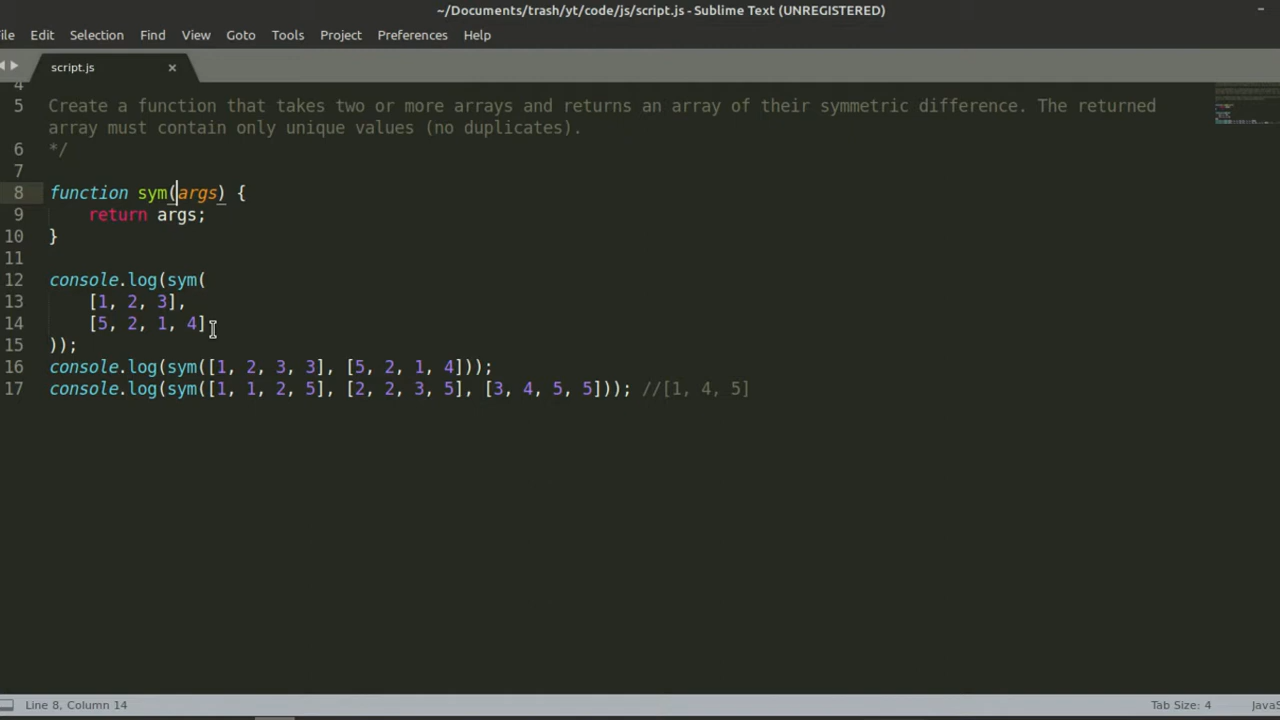 ~/Documents/trash/yt/code/js/script.js - Sublime Text (UNREGISTERED)
ile Edit Selection Find View Goto Tools Project Preferences Help
script.js
4
5 Create a function that takes two or more arrays and returns an array of their symmetric difference. The returned
array must contain only unique values (no duplicates).
6 */
7
8 function sym(args) {
9 return args;
10 }
11
12 console.log(sym(
13 [1, 2, 3],
14 [5, 2, 1, 4]
15 ));
16 console.log(sym([1, 2, 3, 3], [5, 2, 1, 4]));
17 console.log(sym([1, 1, 2, 5], [2, 2, 3, 5], [3, 4, 5, 5])); //[1, 4, 5]
Line 8, Column 14
Tab Size: 4
JavaS